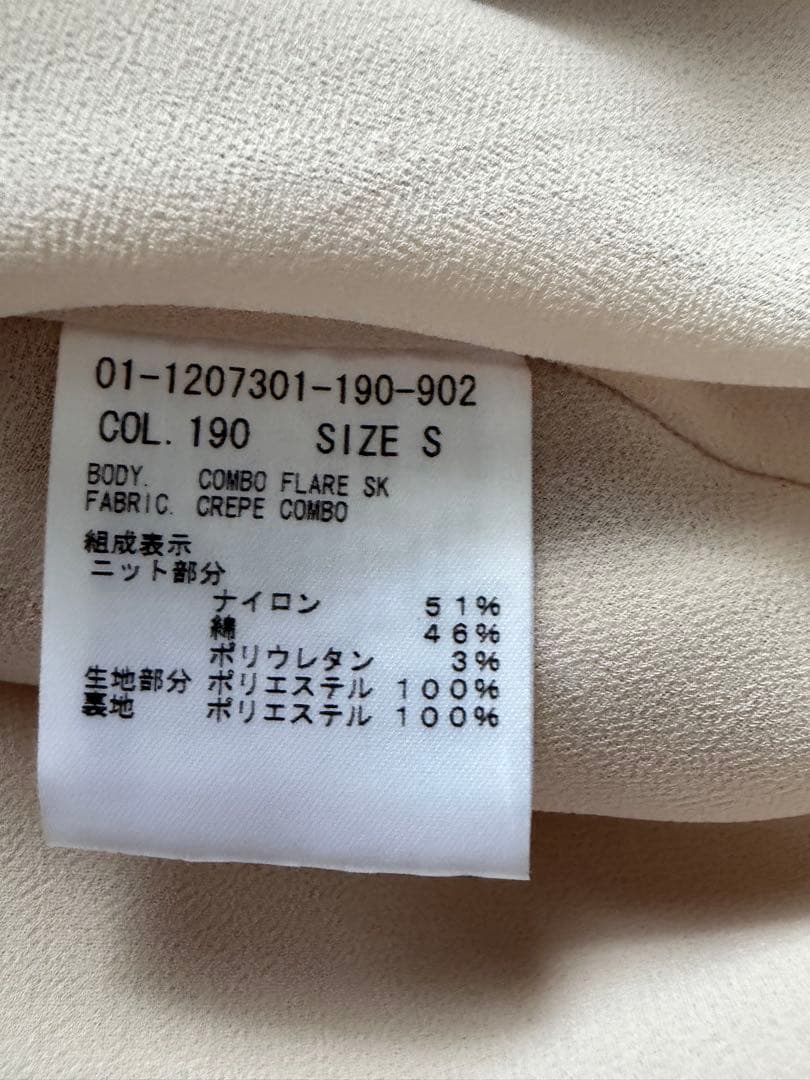 01-1207301-190-902
COL. 190 SIZE S
BODY. COMBO FLARE SK
FABRIC. CREPE COMBO
組成表示
ニット部分
ナイロン 51%
綿 46%
ポリウレタン 3%
生地部分 ポリエステル 100%
裏地 ポリエステル 100%